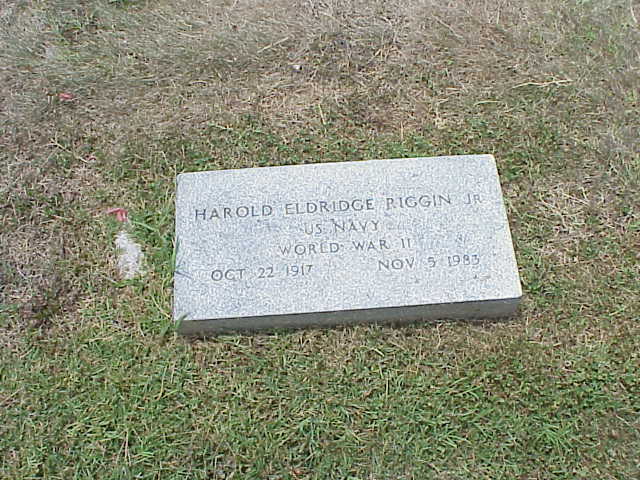 HAROLD ELDRIDGE RIGGIN JR
US NAVY
WORLD WAR II
OCT 22 1917 NOV 5 1983